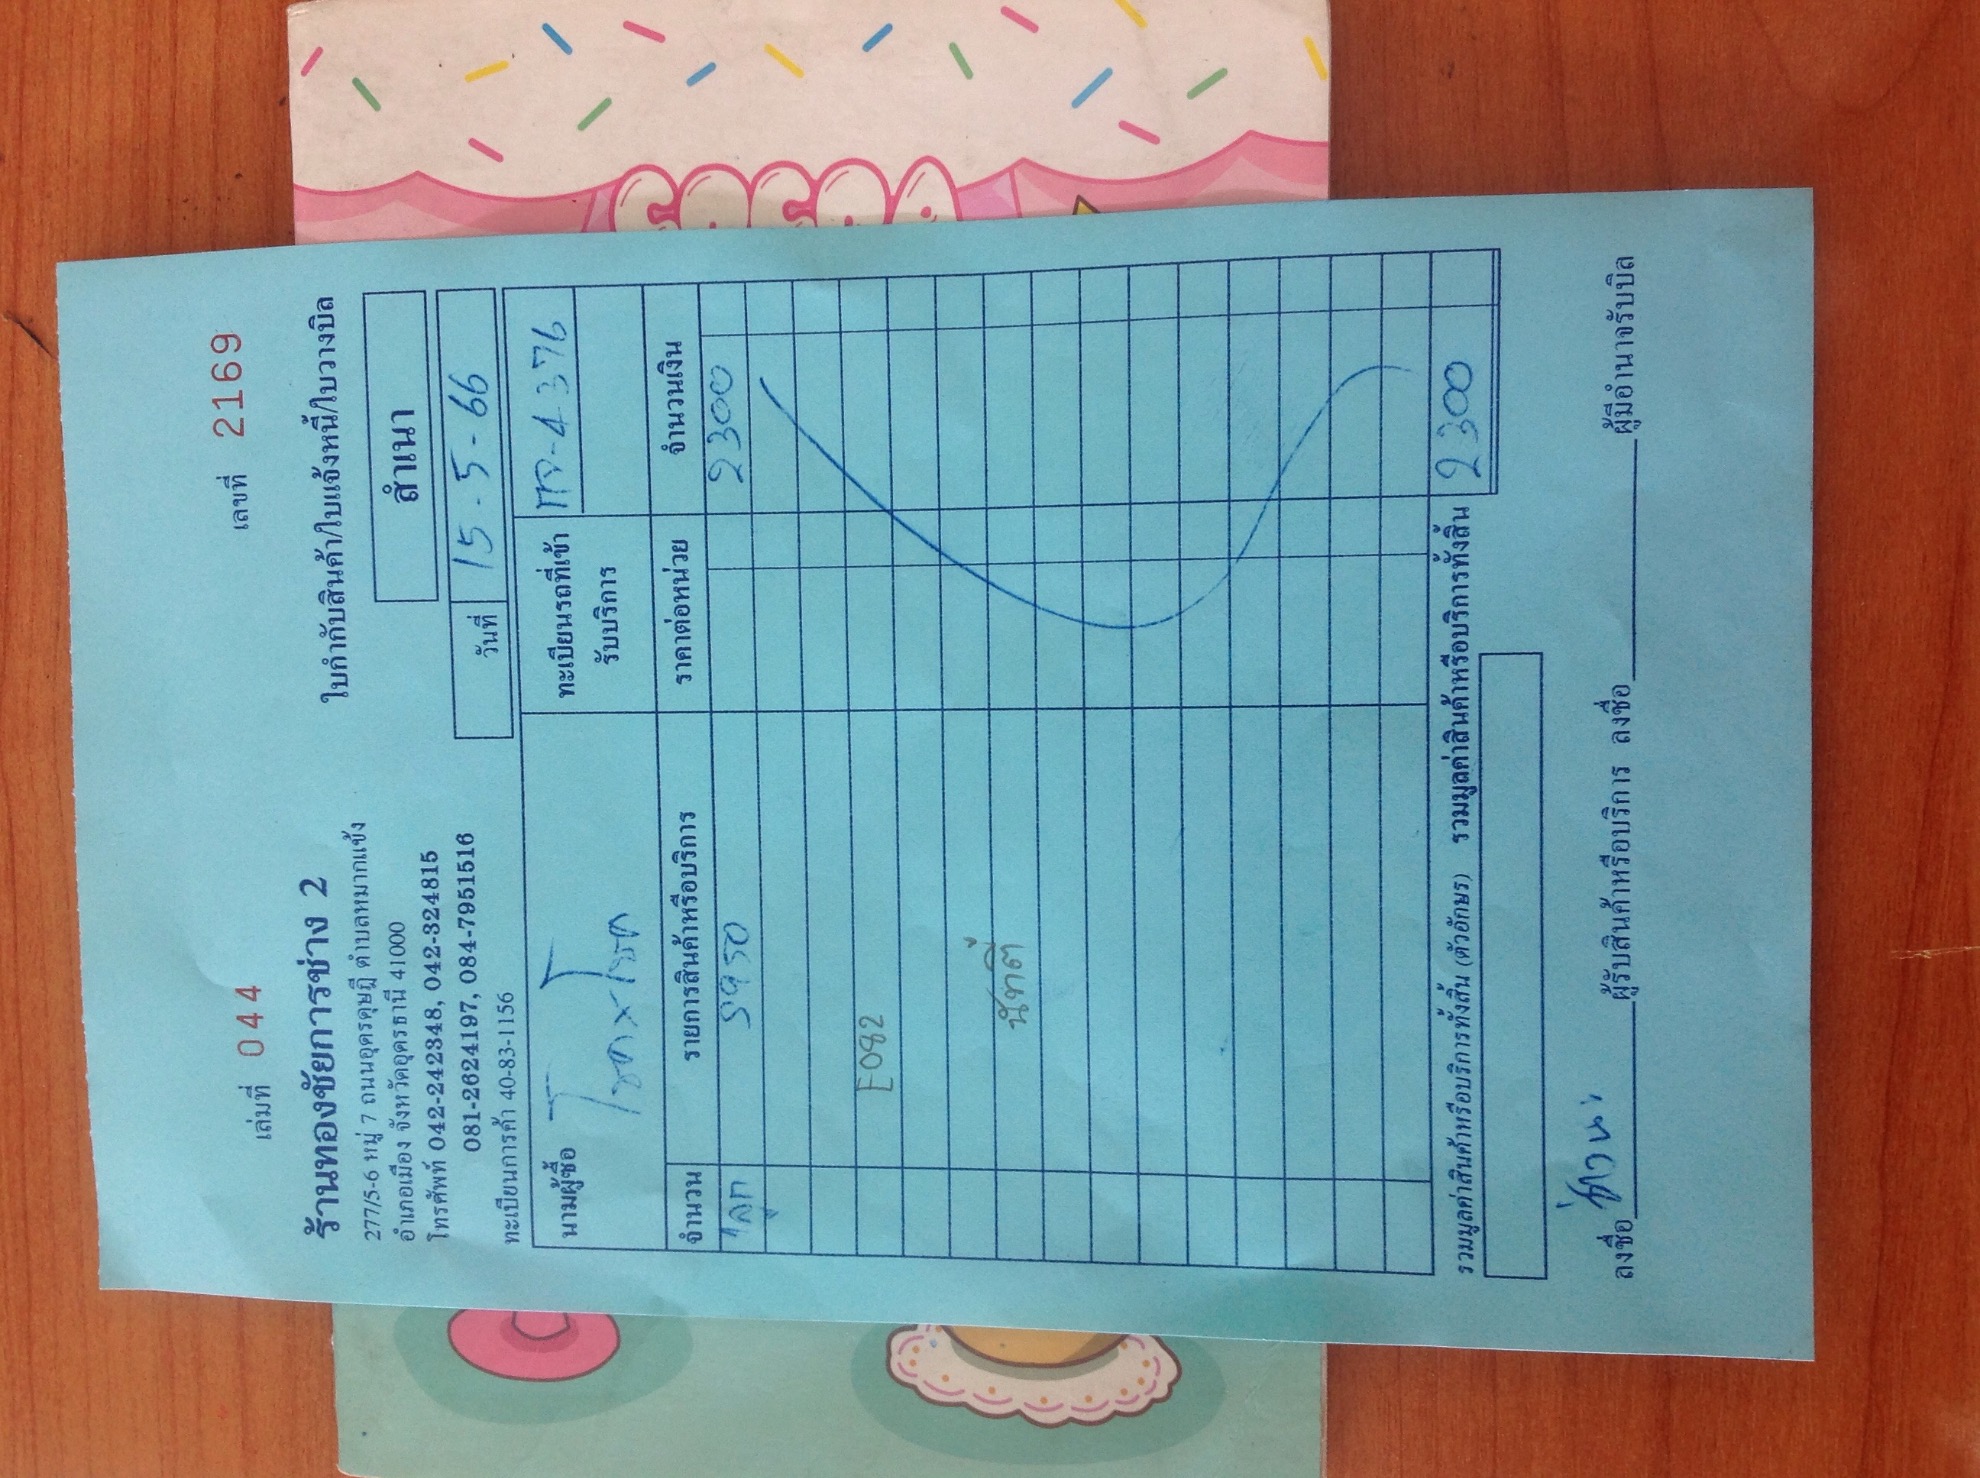 เล่มที่ 044 เลขที่ 2169
ร้านทองชัยการช่าง 2
ใบกำกับสินค้า/ใบแจ้งหนี้/ใบวางบิล
277/5-6 หมู่ 7 ถนนอุดรดุษฎี ตำบลหมากแข้ง
อำเภอเมือง จังหวัดอุดรธานี 41000
สำเนา
โทรศัพท์ 042-242348, 042-324815
081-2624197, 084-7951516
วันที่ 15-5-66
ทะเบียนการค้า 40-83-1156
นามผู้ซื้อ
ทะเบียนรถที่เข้า
รับบริการ
4376
จำนวน รายการสินค้าหรือบริการ ราคาต่อหน่วย จำนวนเงิน
1 ลูก 5950 2300
E082
รวมมูลค่าสินค้าหรือบริการทั้งสิ้น (ตัวอักษร) รวมมูลค่าสินค้าหรือบริการทั้งสิ้น 2300
ลงชื่อ ผู้รับสินค้าหรือบริการ ลงชื่อ ผู้มีอำนาจรับบิล